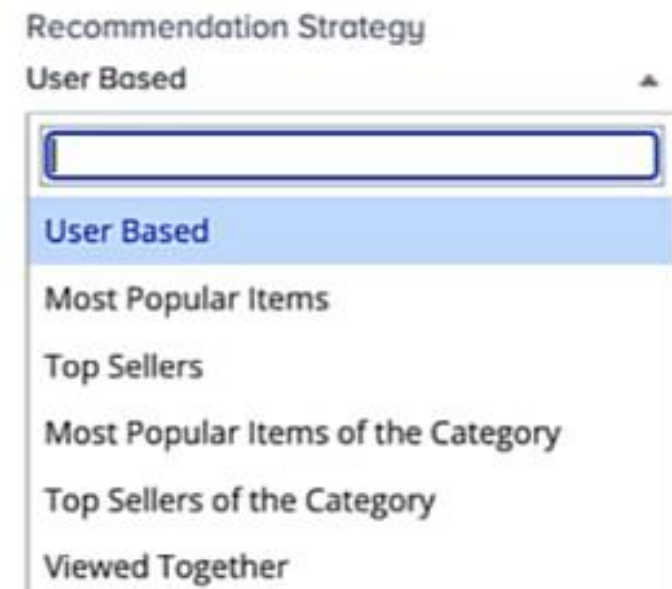 Recommendation Strategy
User Based
User Based
Most Popular Items
Top Sellers
Most Popular Items of the Category
Top Sellers of the Category
Viewed Together